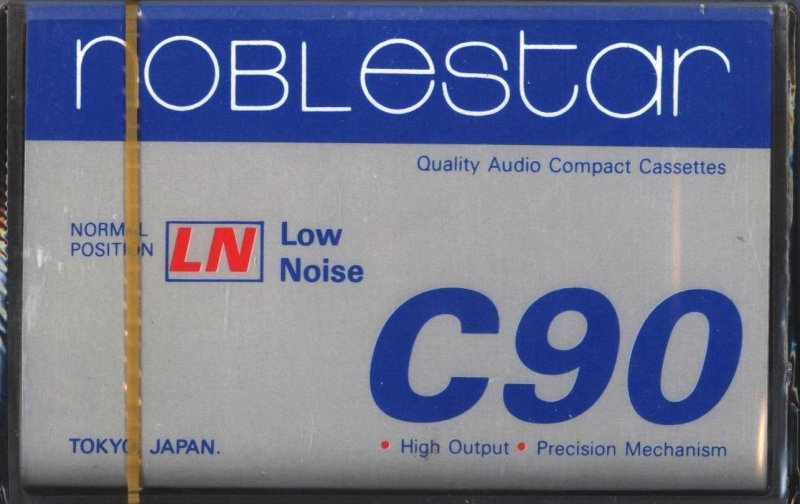 noBLestar
Quality Audio Compact Cassettes
NORMAL
POSITION
LN
Low
Noise
C90
TOKYO, JAPAN.
• High Output • Precision Mechanism